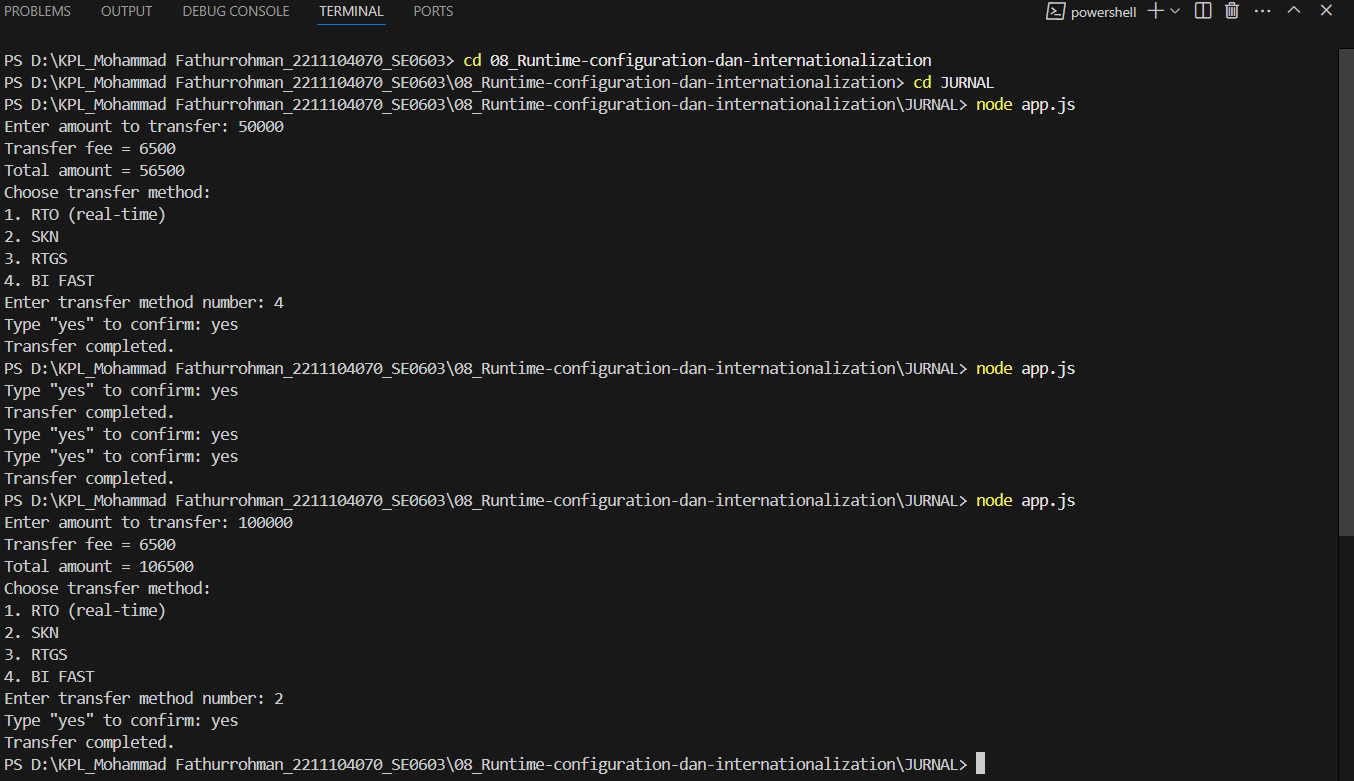 PROBLEMS OUTPUT DEBUG CONSOLE TERMINAL PORTS powershell
PS D:\KPL_Mohammad Fathurrohman_2211104070_SE0603> cd 08_Runtime-configuration-dan-internationalization
PS D:\KPL_Mohammad Fathurrohman_2211104070_SE0603\08_Runtime-configuration-dan-internationalization> cd JURNAL
PS D:\KPL_Mohammad Fathurrohman_2211104070_SE0603\08_Runtime-configuration-dan-internationalization\JURNAL> node app.js
Enter amount to transfer: 50000
Transfer fee = 6500
Total amount = 56500
Choose transfer method:
1. RTO (real-time)
2. SKN
3. RTGS
4. BI FAST
Enter transfer method number: 4
Type "yes" to confirm: yes
Transfer completed.
PS D:\KPL_Mohammad Fathurrohman_2211104070_SE0603\08_Runtime-configuration-dan-internationalization\JURNAL> node app.js
Type "yes" to confirm: yes
Transfer completed.
Type "yes" to confirm: yes
Type "yes" to confirm: yes
Transfer completed.
PS D:\KPL_Mohammad Fathurrohman_2211104070_SE0603\08_Runtime-configuration-dan-internationalization\JURNAL> node app.js
Enter amount to transfer: 100000
Transfer fee = 6500
Total amount = 106500
Choose transfer method:
1. RTO (real-time)
2. SKN
3. RTGS
4. BI FAST
Enter transfer method number: 2
Type "yes" to confirm: yes
Transfer completed.
PS D:\KPL_Mohammad Fathurrohman_2211104070_SE0603\08_Runtime-configuration-dan-internationalization\JURNAL>